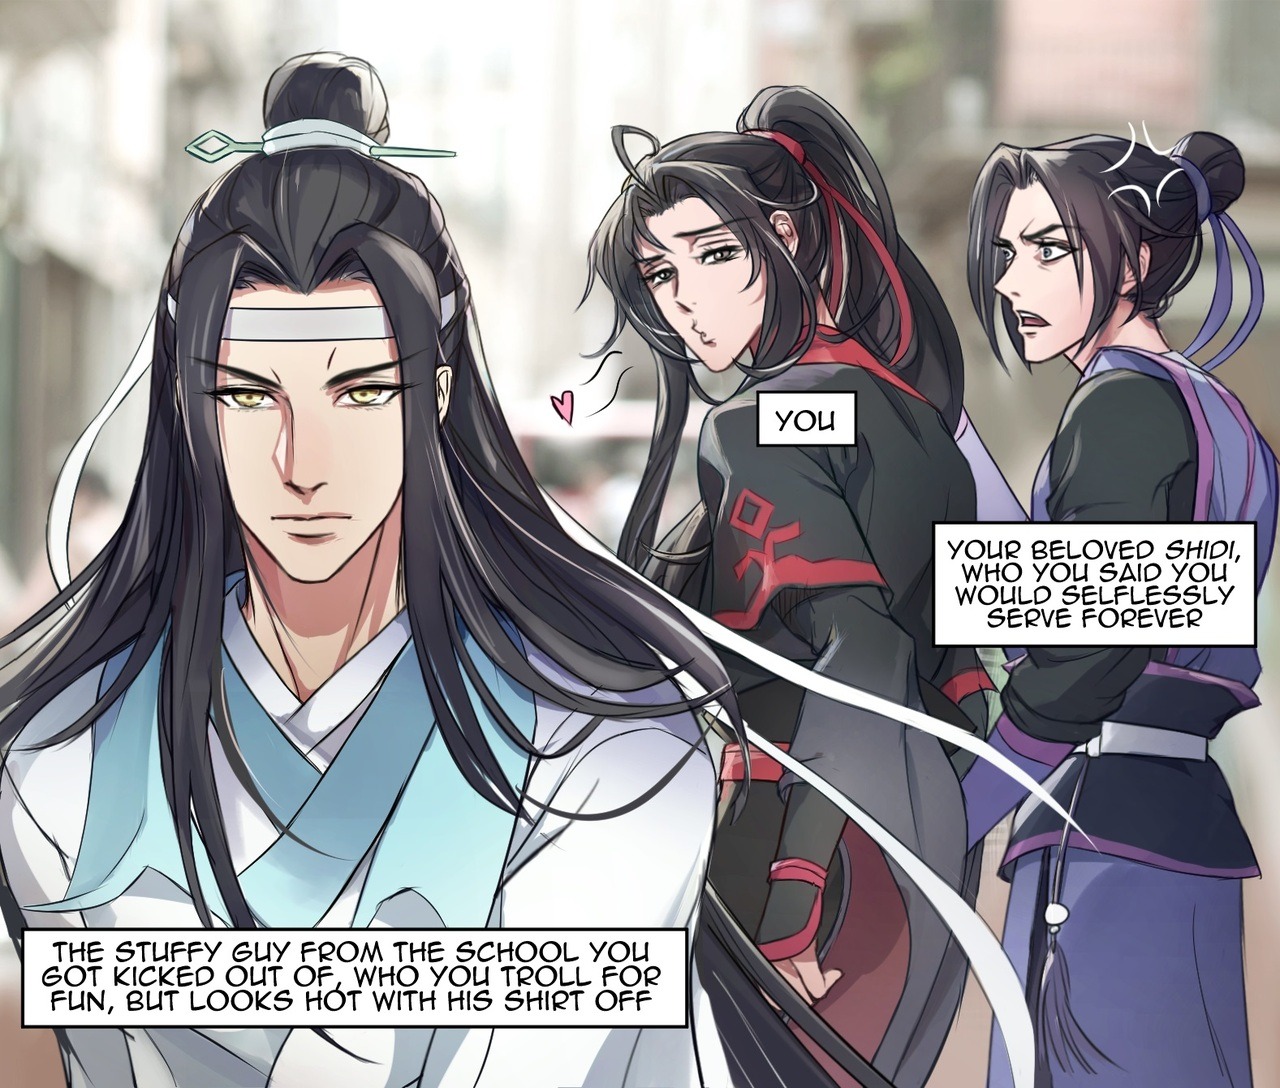 YOU
YOUR BELOVED SHIDI,
WHO YOU SAID YOU
WOULD SELFLESSLY
SERVE FOREVER
THE STUFFY GUY FROM THE SCHOOL YOU
GOT KICKED OUT OF, WHO YOU TROLL FOR
FUN, BUT LOOKS HOT WITH HIS SHIRT OFF